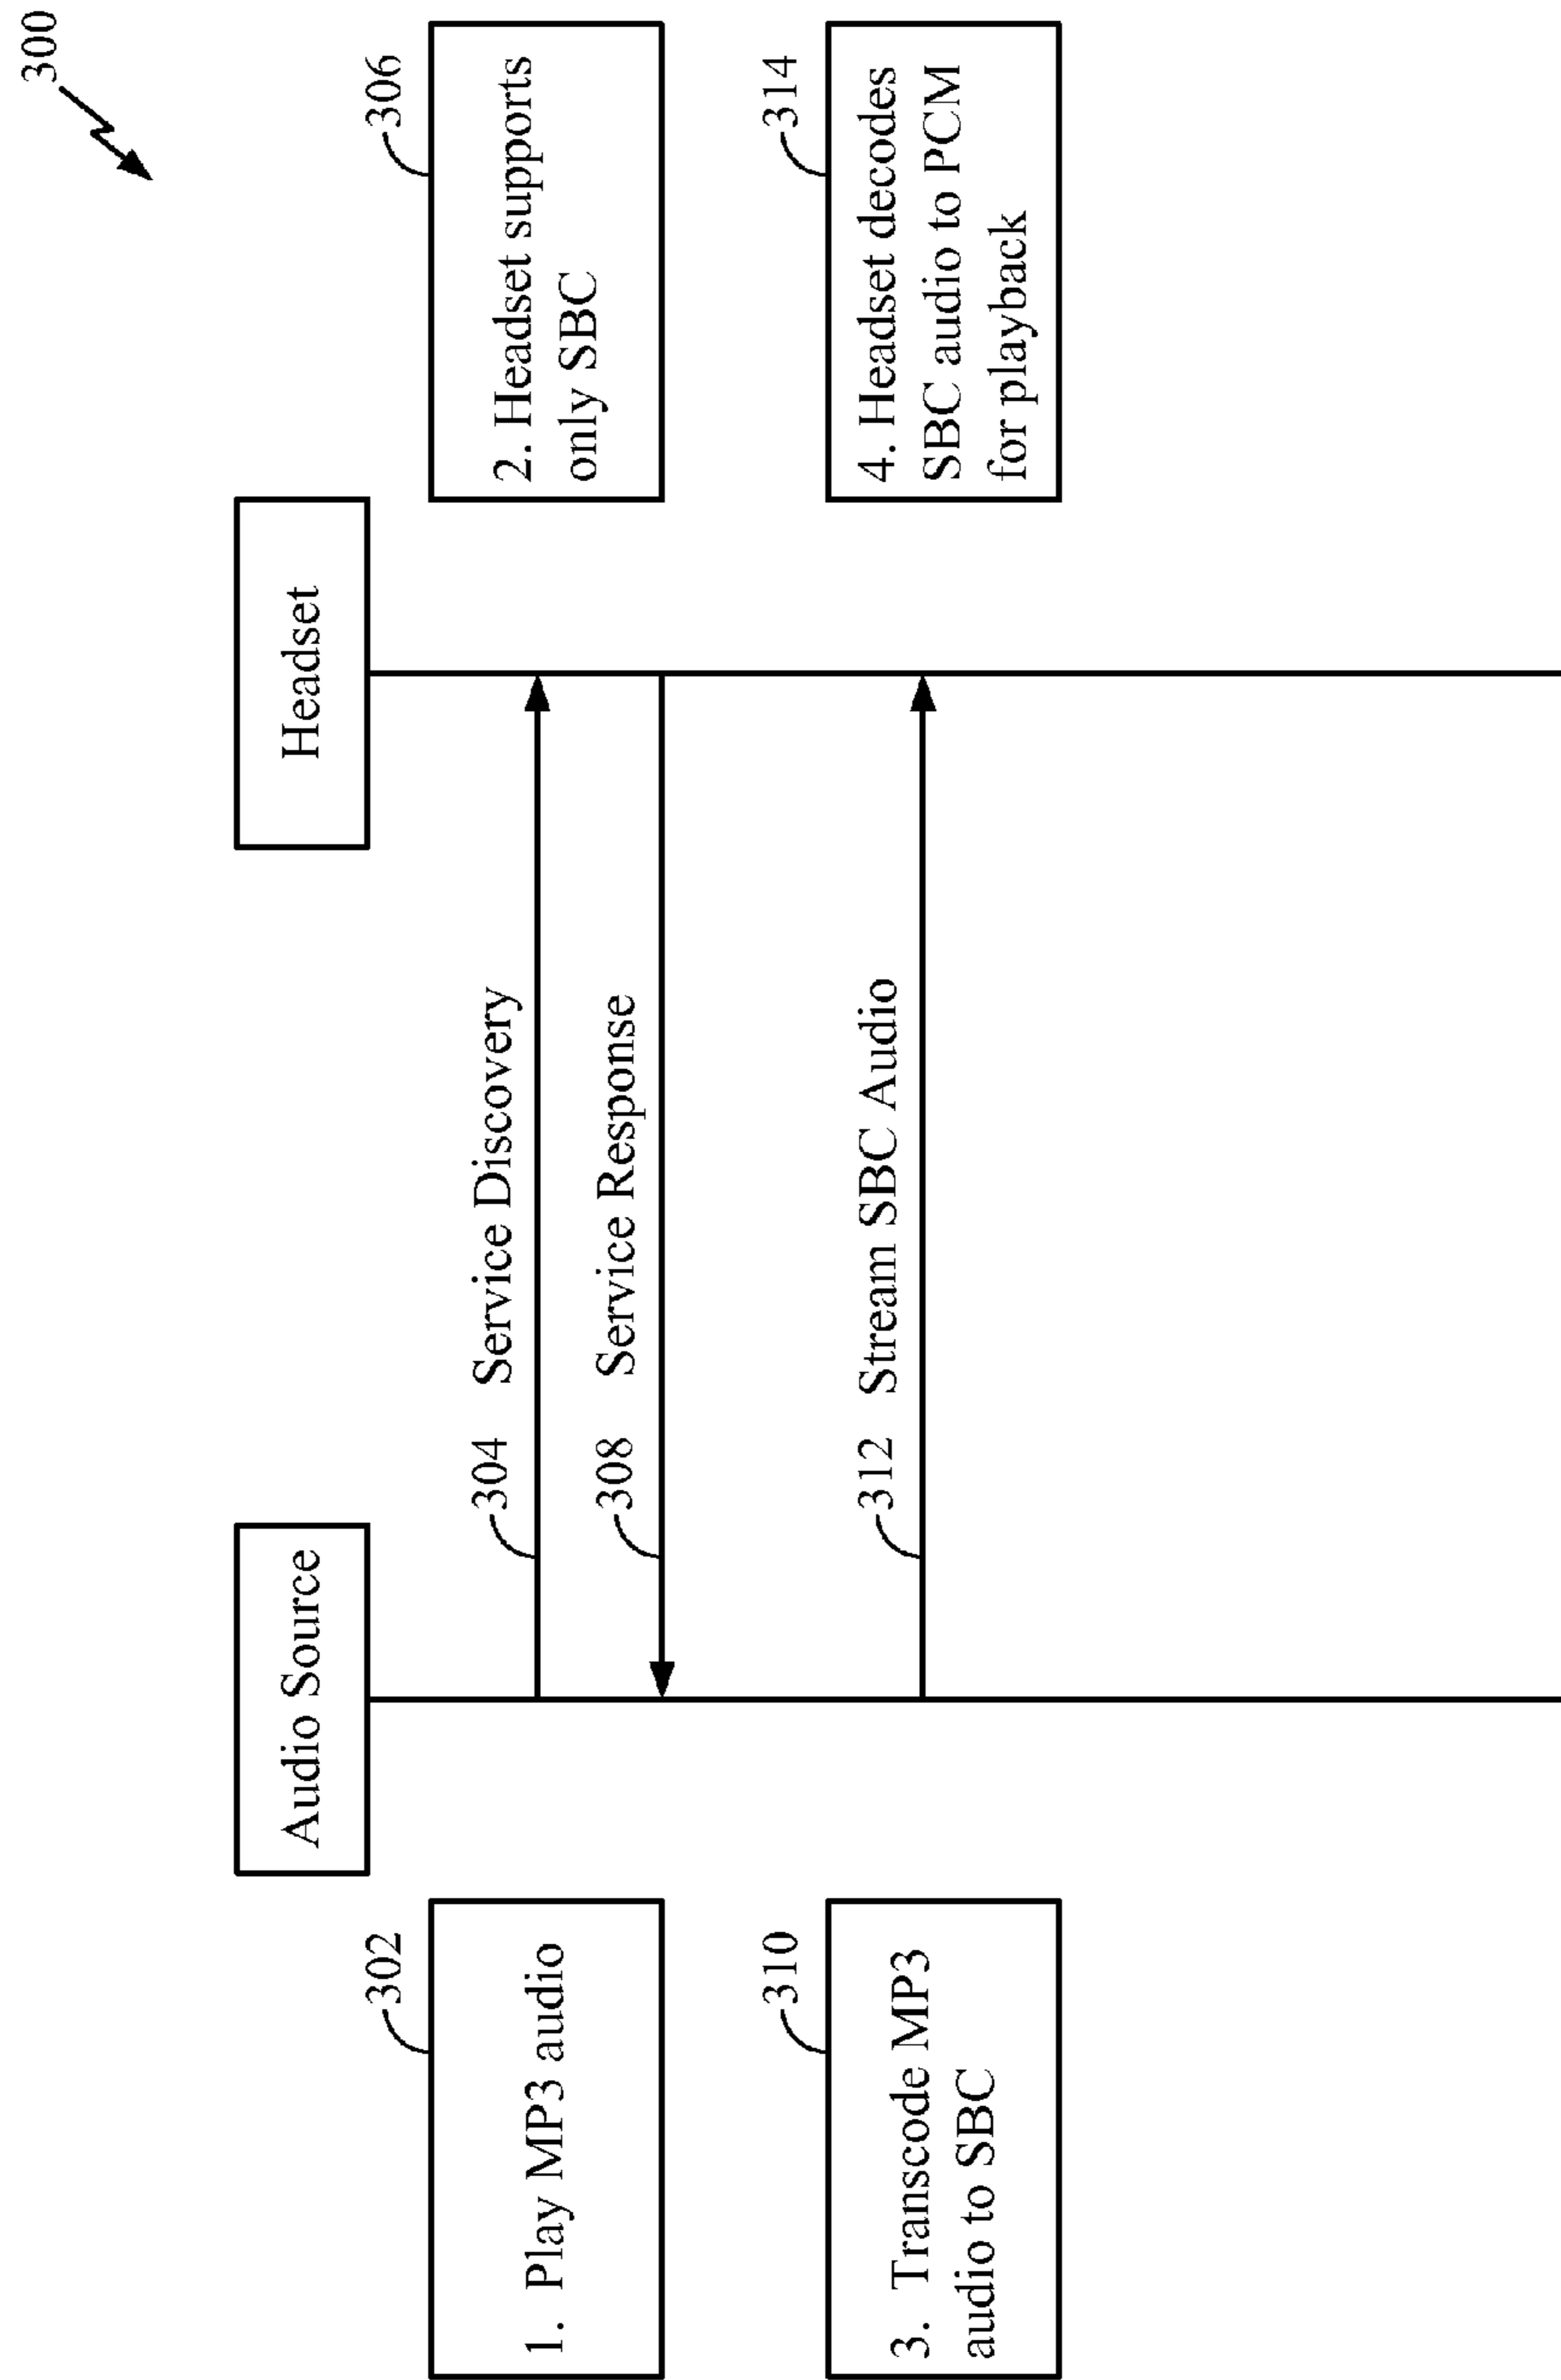 300
Audio Source
Headset
302
1. Play MP3 audio
306
2. Headset supports
only SBC
304
Service Discovery
308
Service Response
310
3. Transcode MP3
audio to SBC
314
4. Headset decodes
SBC audio to PCM
for playback
312
Stream SBC Audio